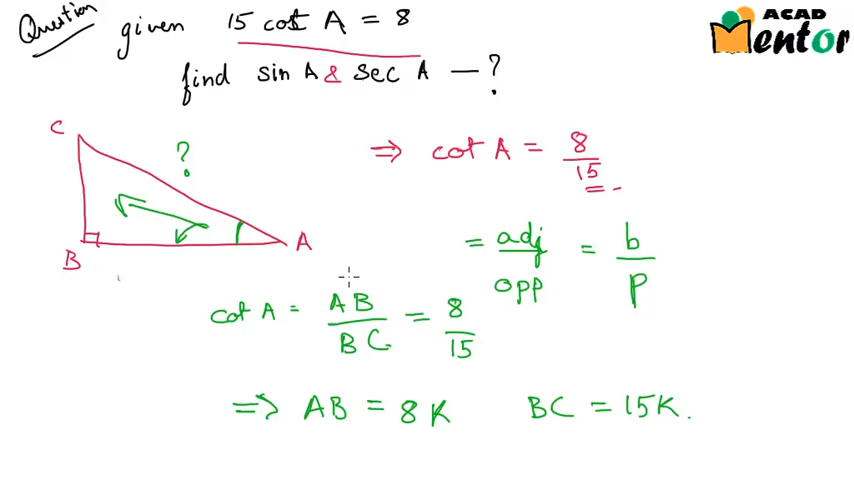 Question
given 15 cot A = 8
find sin A & sec A — ?
ACAD
Mentor
C
?
A
B
⇒ cot A = 8/15
= adj/opp = b/p
cot A = AB/BC = 8/15
⇒ AB = 8K BC = 15K.